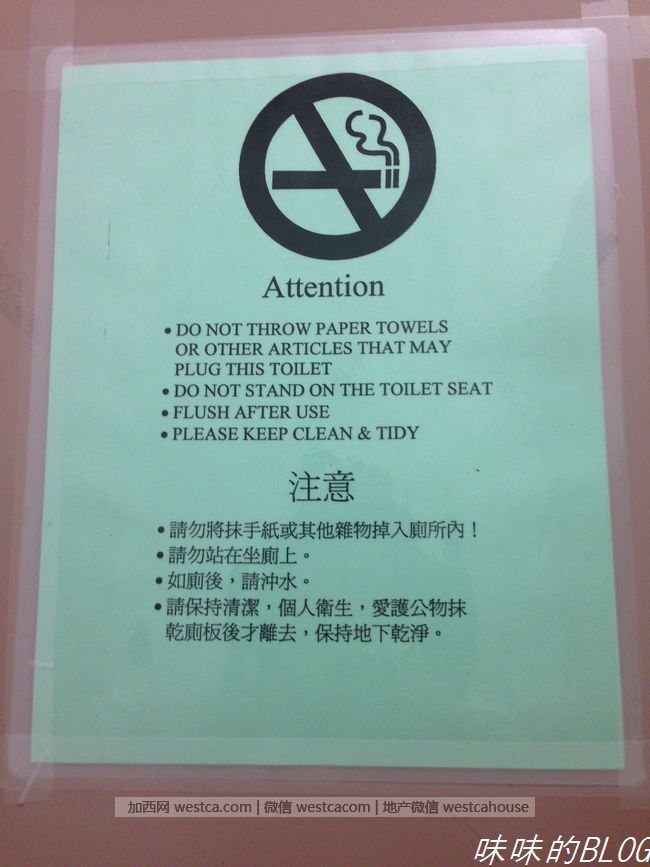 Attention
• DO NOT THROW PAPER TOWELS
OR OTHER ARTICLES THAT MAY
PLUG THIS TOILET
• DO NOT STAND ON THE TOILET SEAT
• FLUSH AFTER USE
• PLEASE KEEP CLEAN & TIDY
注意
• 請勿將抹手紙或其他雜物掉入廁所內！
• 請勿站在坐廁上。
• 如廁後，請沖水。
• 請保持清潔，個人衛生，愛護公物抹
乾廁板後才離去，保持地下乾淨。
加西网 westca.com | 微信 westcacom | 地产微信 westcahouse
味味的BLOG